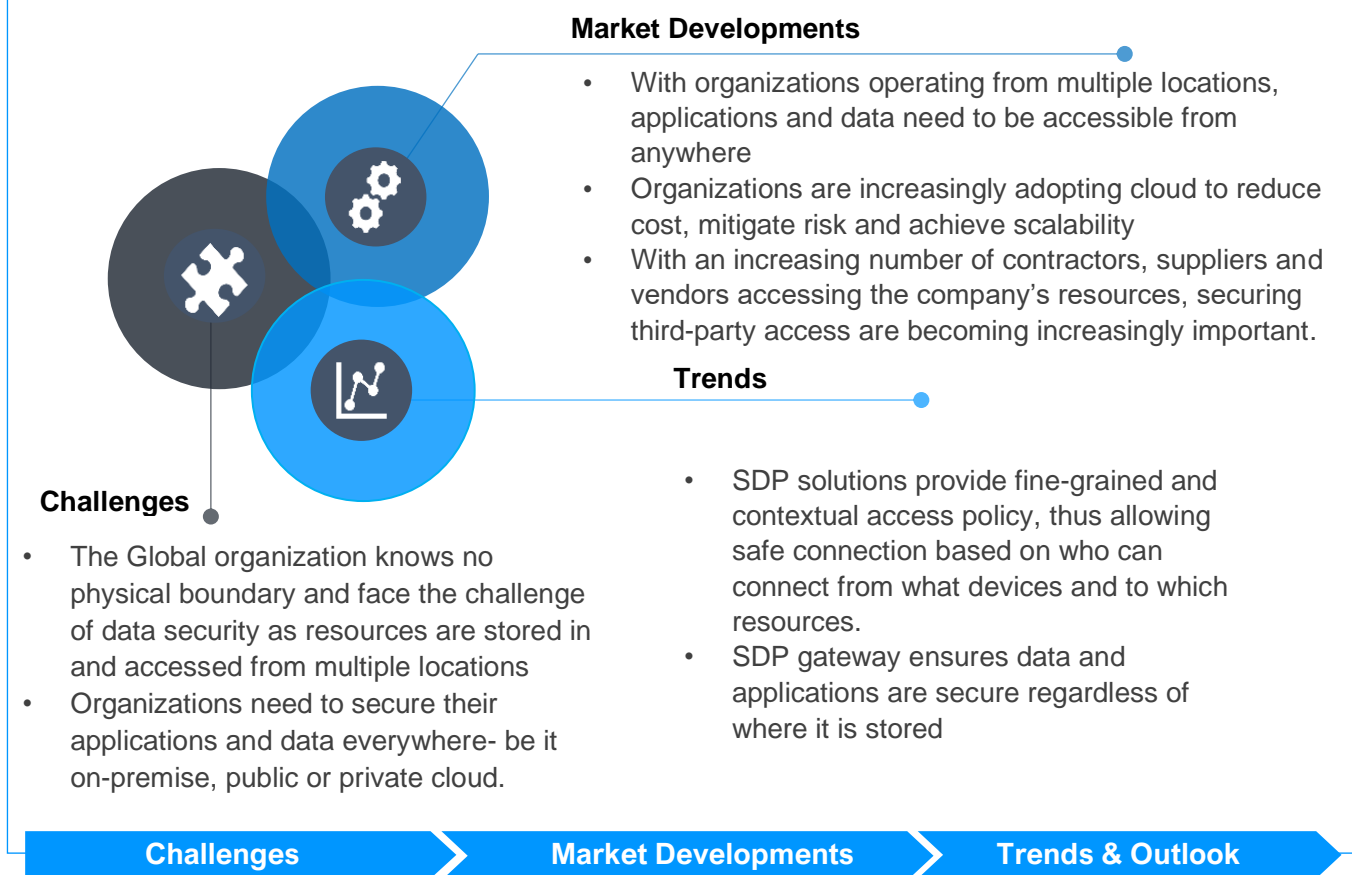 Market Developments
• With organizations operating from multiple locations,
applications and data need to be accessible from
anywhere
• Organizations are increasingly adopting cloud to reduce
cost, mitigate risk and achieve scalability
• With an increasing number of contractors, suppliers and
vendors accessing the company’s resources, securing
third-party access are becoming increasingly important.
Trends
• SDP solutions provide fine-grained and
contextual access policy, thus allowing
safe connection based on who can
connect from what devices and to which
resources.
• SDP gateway ensures data and
applications are secure regardless of
where it is stored
Challenges
• The Global organization knows no
physical boundary and face the challenge
of data security as resources are stored in
and accessed from multiple locations
• Organizations need to secure their
applications and data everywhere- be it
on-premise, public or private cloud.
Challenges
Market Developments
Trends & Outlook